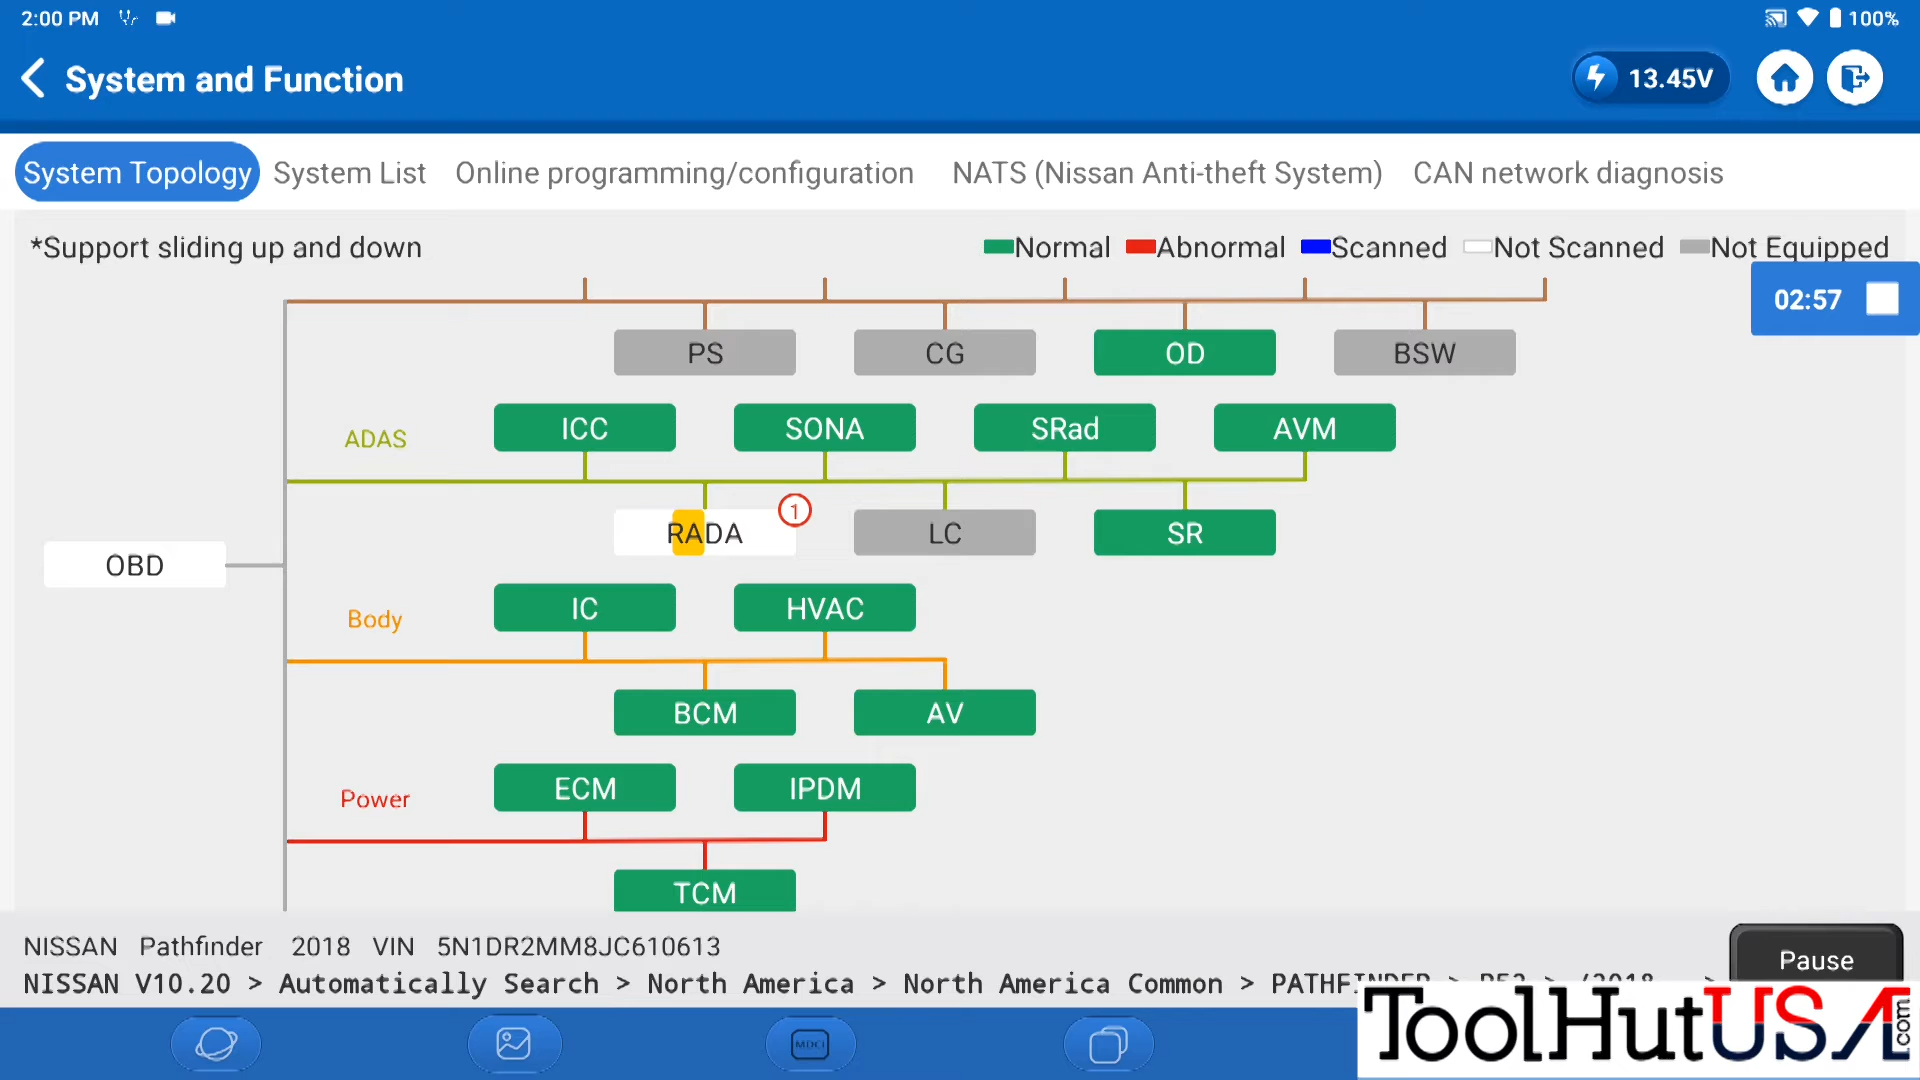 2:00 PM 100%
System and Function 13.45V
System Topology System List Online programming/configuration NATS (Nissan Anti-theft System) CAN network diagnosis
*Support sliding up and down Normal Abnormal Scanned Not Scanned Not Equipped
02:57
PS CG OD BSW
ICC SONA SRad AVM
ADAS
1
RADA LC SR
OBD
IC HVAC
Body
BCM AV
ECM IPDM
Power
TCM
NISSAN Pathfinder 2018 VIN 5N1DR2MM8JC610613
Pause
NISSAN V10.20 > Automatically Search > North America > North America Common > PATHFINDER > R52 > (2018 >
MDCI
ToolHutUSA.com